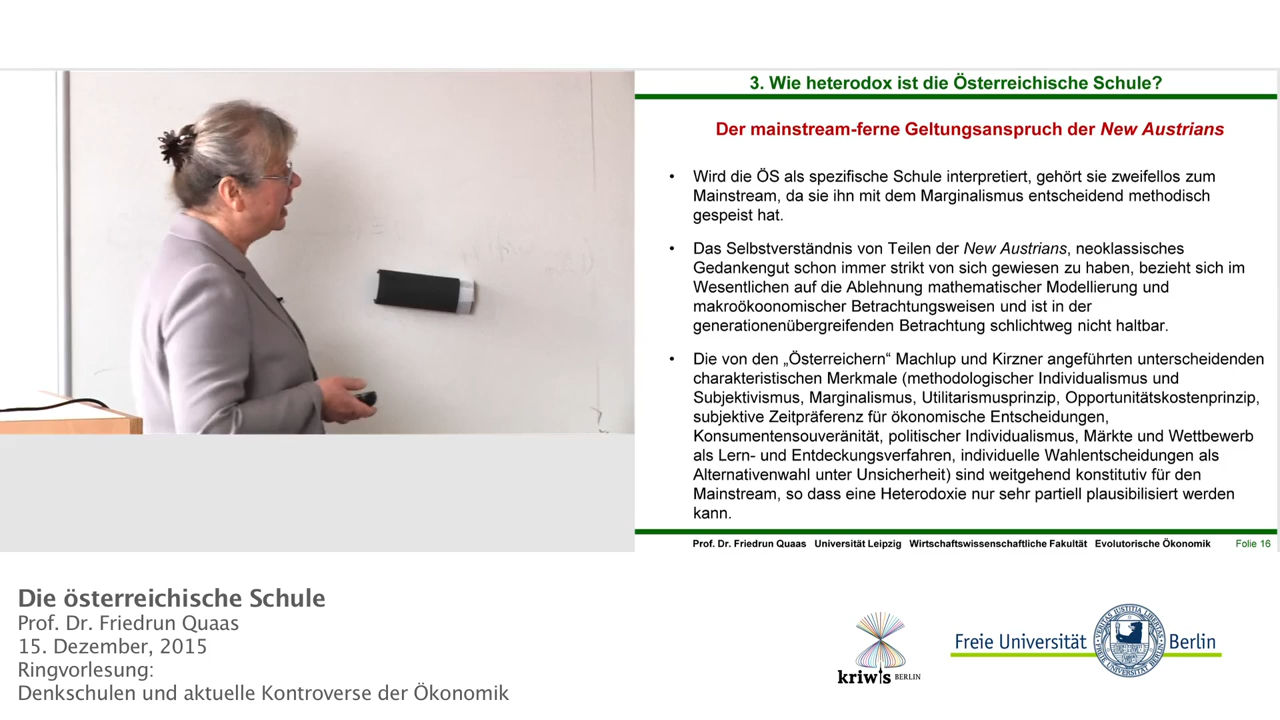 3. Wie heterodox ist die Österreichische Schule?
Der mainstream-ferne Geltungsanspruch der New Austrians
• Wird die ÖS als spezifische Schule interpretiert, gehört sie zweifellos zum
Mainstream, da sie ihn mit dem Marginalismus entscheidend methodisch
gespeist hat.
• Das Selbstverständnis von Teilen der New Austrians, neoklassisches
Gedankengut schon immer strikt von sich gewiesen zu haben, bezieht sich im
Wesentlichen auf die Ablehnung mathematischer Modellierung und
makroökoonomischer Betrachtungsweisen und ist in der
generationenübergreifenden Betrachtung schlichtweg nicht haltbar.
• Die von den „Österreichern“ Machlup und Kirzner angeführten unterscheidenden
charakteristischen Merkmale (methodologischer Individualismus und
Subjektivismus, Marginalismus, Utilitarismusprinzip, Opportunitätskostenprinzip,
subjektive Zeitpräferenz für ökonomische Entscheidungen,
Konsumentensouveränität, politischer Individualismus, Märkte und Wettbewerb
als Lern- und Entdeckungsverfahren, individuelle Wahlentscheidungen als
Alternativenwahl unter Unsicherheit) sind weitgehend konstitutiv für den
Mainstream, so dass eine Heterodoxie nur sehr partiell plausibilisiert werden
kann.
Prof. Dr. Friedrun Quaas Universität Leipzig Wirtschaftswissenschaftliche Fakultät Evolutorische Ökonomik Folie 16
Die österreichische Schule
Prof. Dr. Friedrun Quaas
15. Dezember, 2015
Ringvorlesung:
Denkschulen und aktuelle Kontroverse der Ökonomik
kriwis BERLIN
Freie Universität Berlin